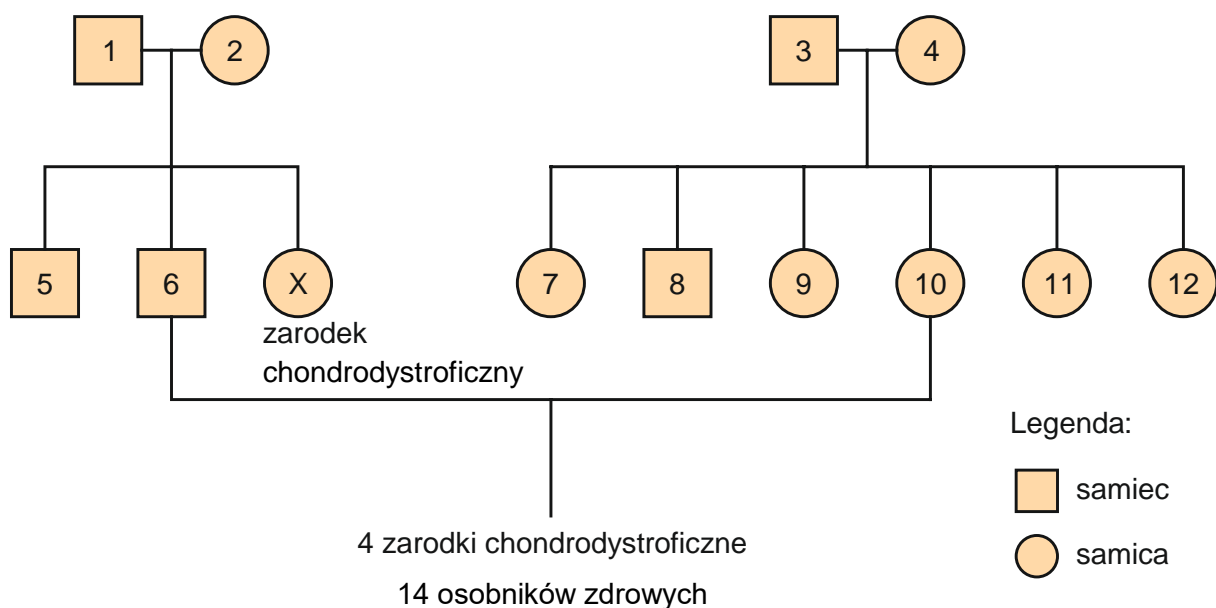 1 2 3 4
5 6 X 7 8 9 10 11 12
zarodek
chondrodystroficzny
Legenda:
samiec
samica
4 zarodki chondrodystroficzne
14 osobników zdrowych